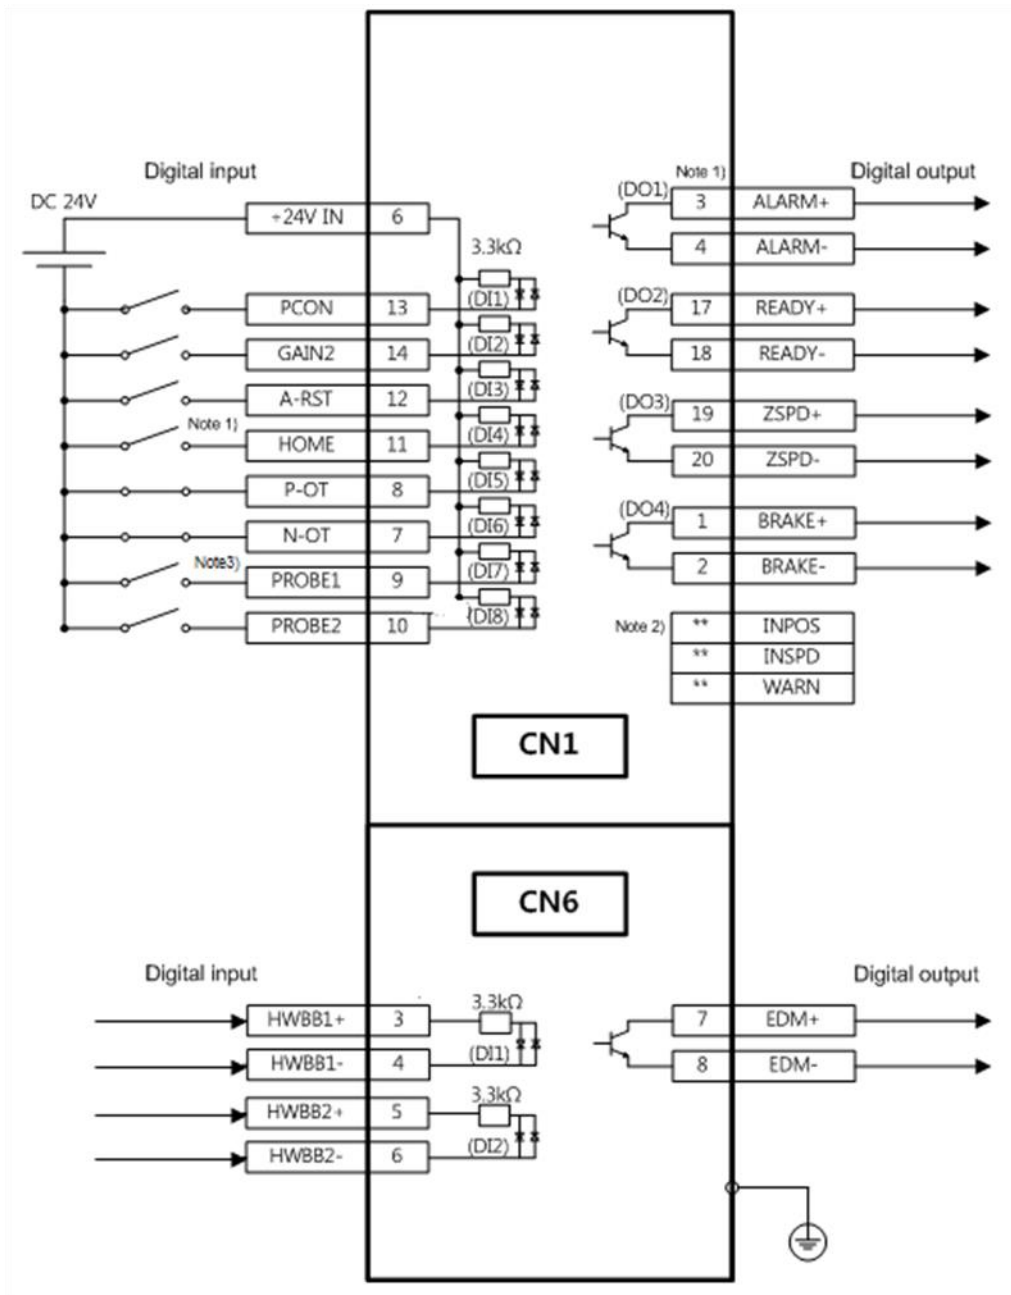 Digital input
DC 24V
+24V IN 6
3.3kΩ
PCON 13 (DI1)
GAIN2 14 (DI2)
A-RST 12 (DI3)
Note 1)
HOME 11 (DI4)
P-OT 8 (DI5)
N-OT 7 (DI6)
Note3)
PROBE1 9 (DI7)
PROBE2 10 (DI8)
Note 1) Digital output
(DO1) 3 ALARM+
4 ALARM-
(DO2) 17 READY+
18 READY-
(DO3) 19 ZSPD+
20 ZSPD-
(DO4) 1 BRAKE+
2 BRAKE-
Note 2) ** INPOS
** INSPD
** WARN
CN1
CN6
Digital input
3.3kΩ
HWBB1+ 3
HWBB1- 4 (DI1)
3.3kΩ
HWBB2+ 5
HWBB2- 6 (DI2)
Digital output
7 EDM+
8 EDM-